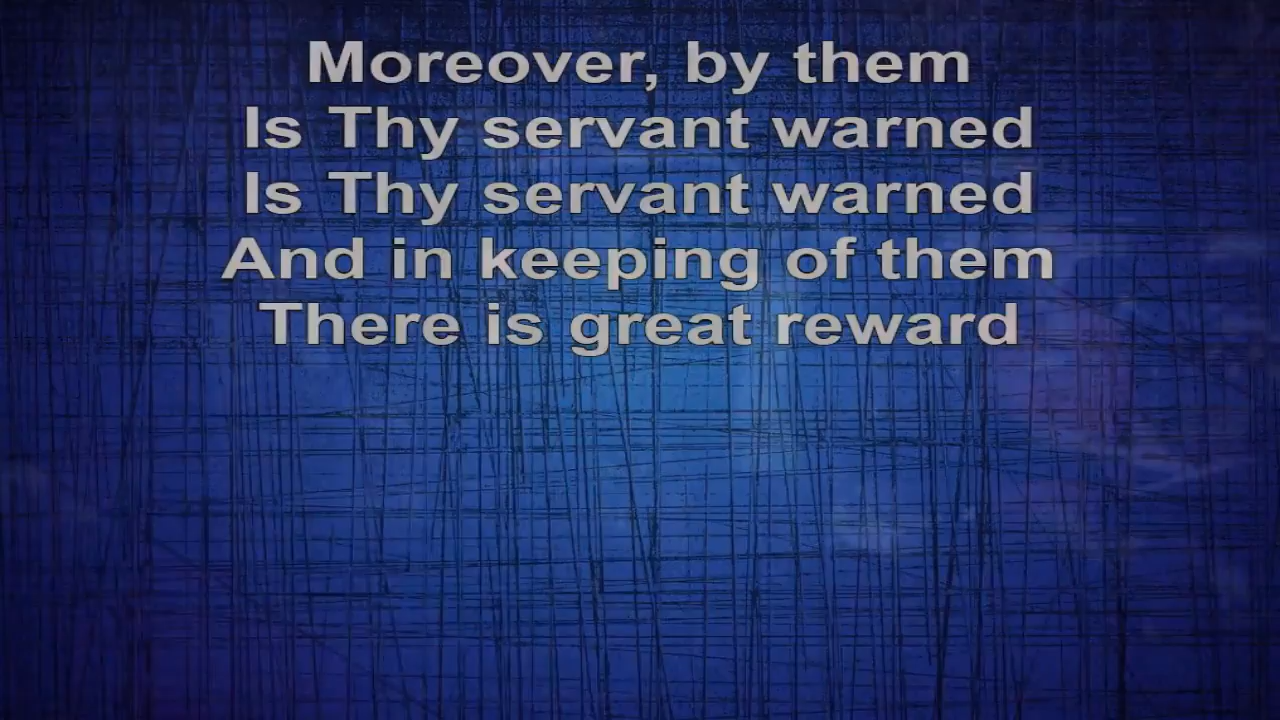 Moreover, by them
Is Thy servant warned
Is Thy servant warned
And in keeping of them
There is great reward